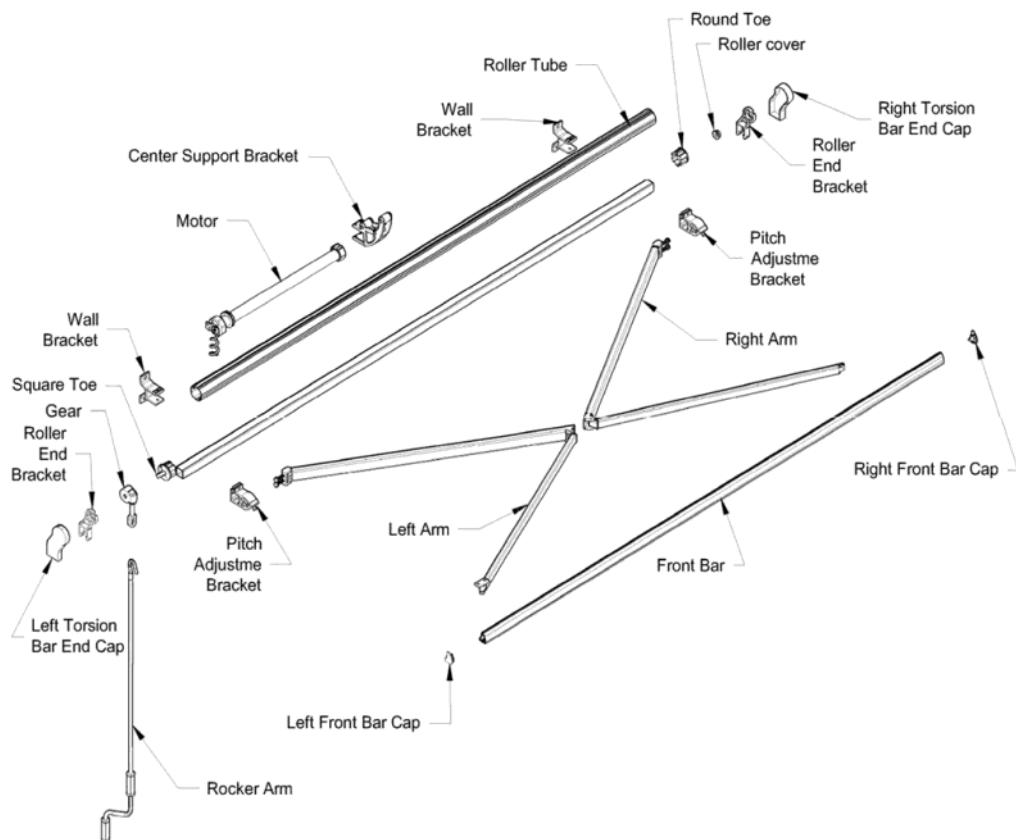 Round Toe
Roller cover
Roller Tube
Wall
Bracket
Right Torsion
Bar End Cap
Center Support Bracket
Roller
End
Bracket
Motor
Pitch
Adjustme
Bracket
Wall
Bracket
Right Arm
Square Toe
Gear
Roller
End
Bracket
Right Front Bar Cap
Left Arm
Pitch
Adjustme
Bracket
Front Bar
Left Torsion
Bar End Cap
Left Front Bar Cap
Rocker Arm